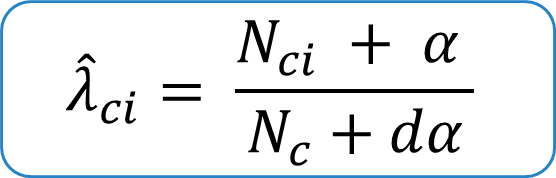 λ̂_ci = (N_ci + α) / (N_c + dα)